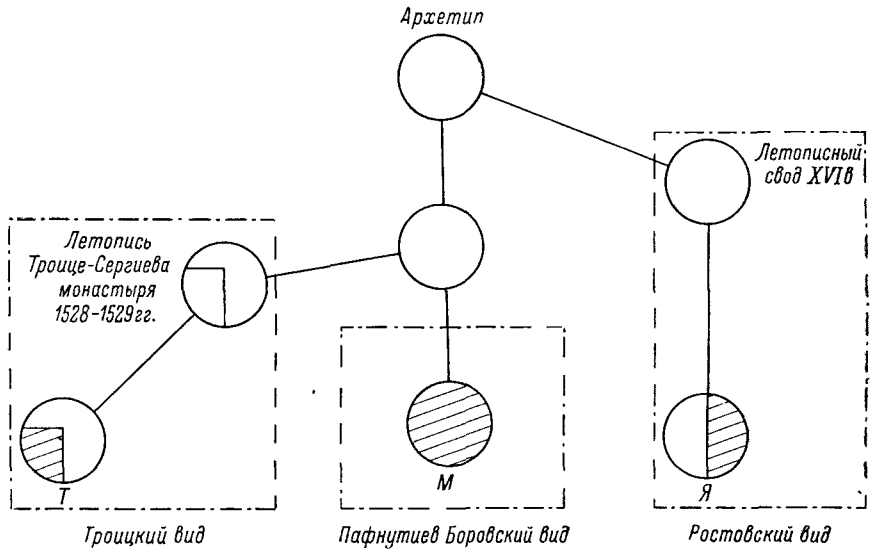 Архетип
Летописный
свод XVIв
Летопись
Троице-Сергиева
монастыря
1528-1529гг.
Т
М
Я
Троицкий вид
Пафнутиев Боровский вид
Ростовский вид